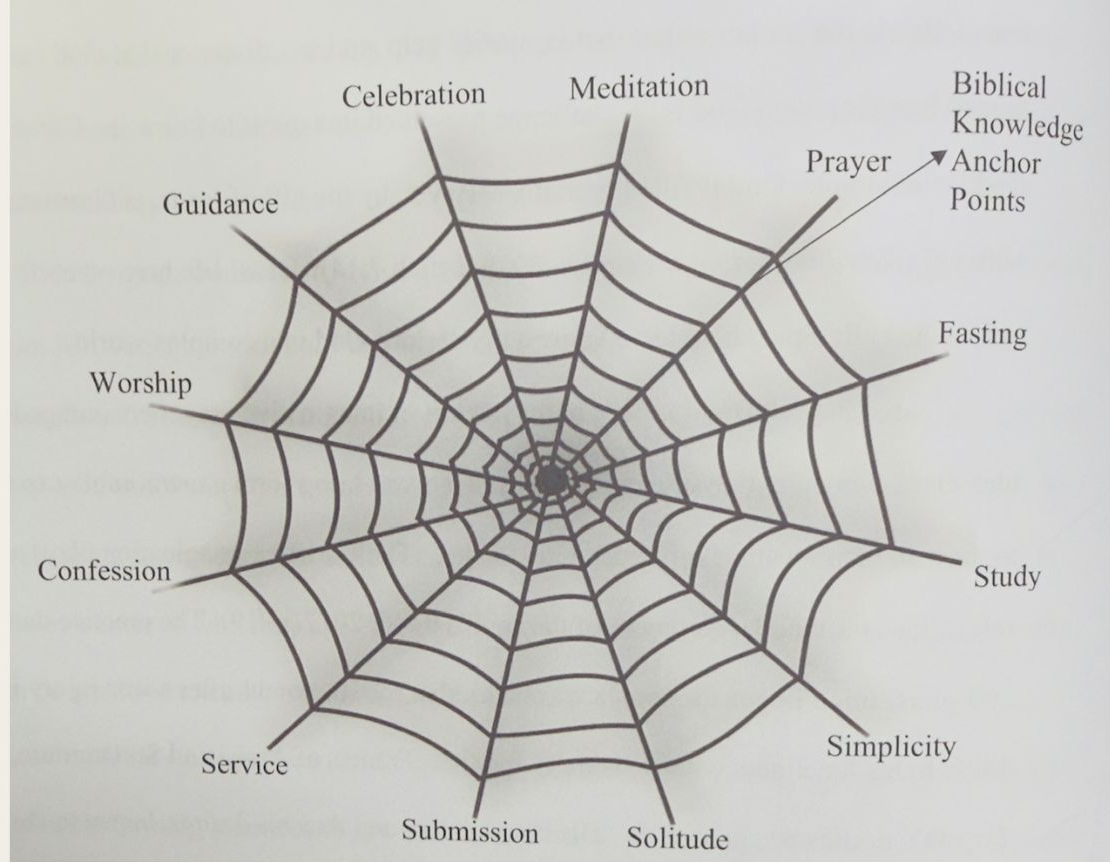 Celebration
Meditation
Biblical
Knowledge
Anchor
Points
Prayer
Guidance
Fasting
Worship
Confession
Study
Service
Simplicity
Submission
Solitude